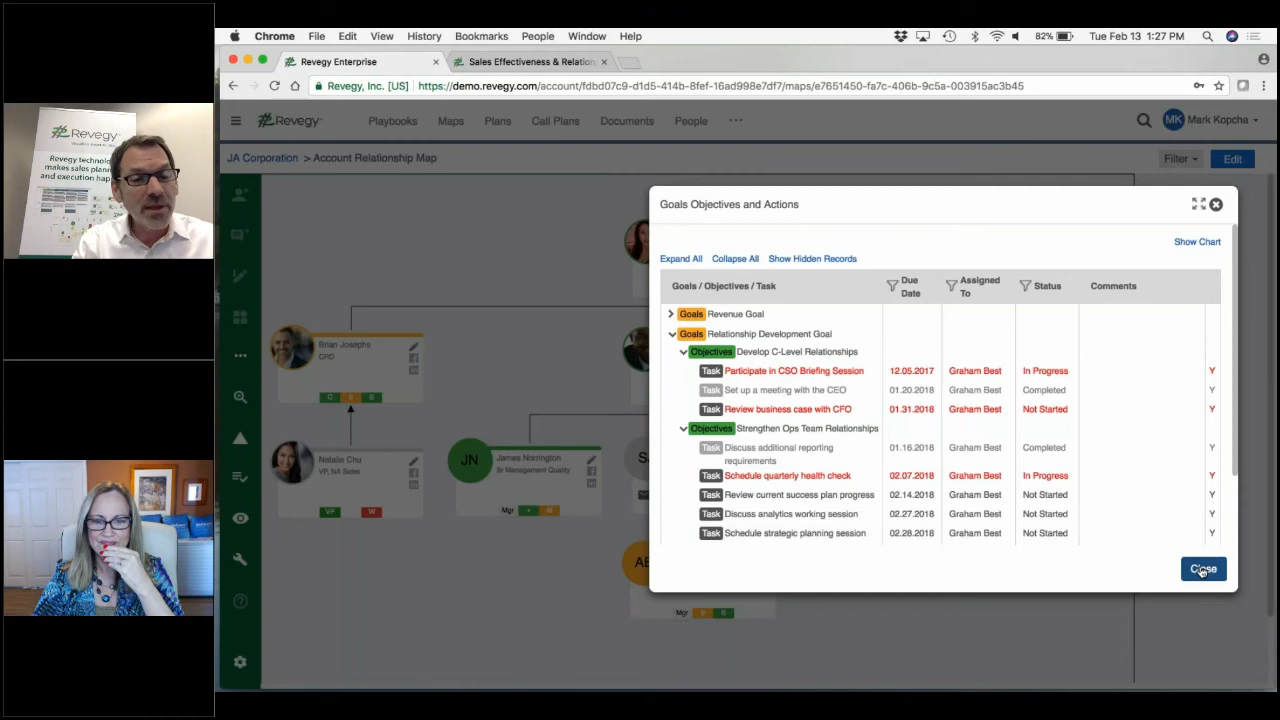 Chrome File Edit View History Bookmarks People Window Help 82% Tue Feb 13 1:27 PM
Revegy Enterprise × Sales Effectiveness & Relation ×
Revegy, Inc. [US] https://demo.revegy.com/account/fdbd07c9-d1d5-414b-8fef-16ad998e7df7/maps/e7651450-fa7c-406b-9c5a-003915ac3b45
Revegy Playbooks Maps Plans Call Plans Documents People ... MK Mark Kopcha
JA Corporation > Account Relationship Map Filter Edit
Revegy
Revegy technolo
makes sales plann
and execution happ
Brian Josephs
CRO
Natalie Chu
VP, NA Sales
VP W
JN James Norrington
Sr Management Quality
Mgr
Mgr
Goals Objectives and Actions
Show Chart
Expand All Collapse All Show Hidden Records
Goals / Objectives / Task Due Date Assigned To Status Comments
Goals Revenue Goal
Goals Relationship Development Goal
Objectives Develop C-Level Relationships
Task Participate in CSO Briefing Session 12.05.2017 Graham Best In Progress Y
Task Set up a meeting with the CEO 01.20.2018 Graham Best Completed Y
Task Review business case with CFO 01.31.2018 Graham Best Not Started Y
Objectives Strengthen Ops Team Relationships
Task Discuss additional reporting 01.16.2018 Graham Best Completed Y
requirements
Task Schedule quarterly health check 02.07.2018 Graham Best In Progress Y
Task Review current success plan progress 02.14.2018 Graham Best Not Started Y
Task Discuss analytics working session 02.27.2018 Graham Best Not Started Y
Task Schedule strategic planning session 02.28.2018 Graham Best Not Started Y
Close